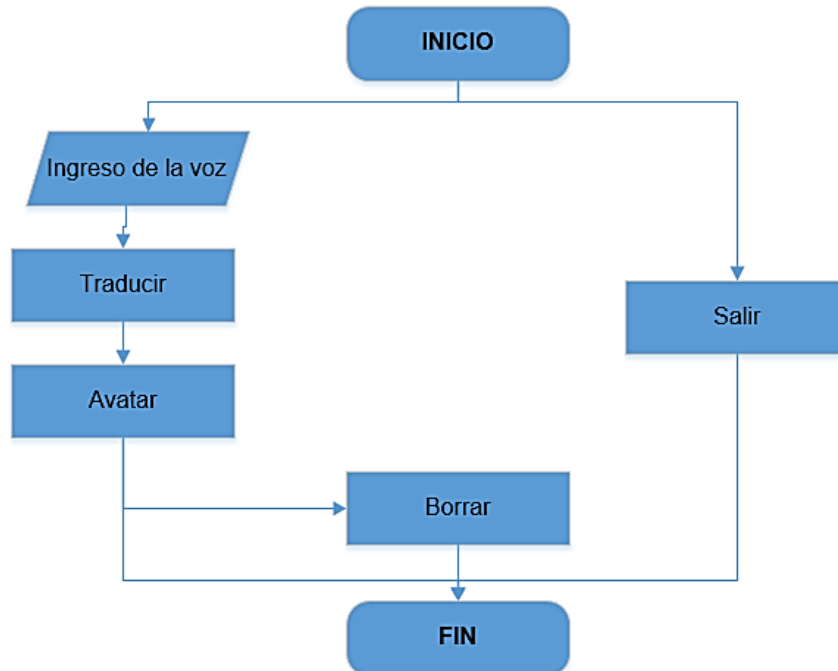 INICIO
Ingreso de la voz
Traducir
Salir
Avatar
Borrar
FIN